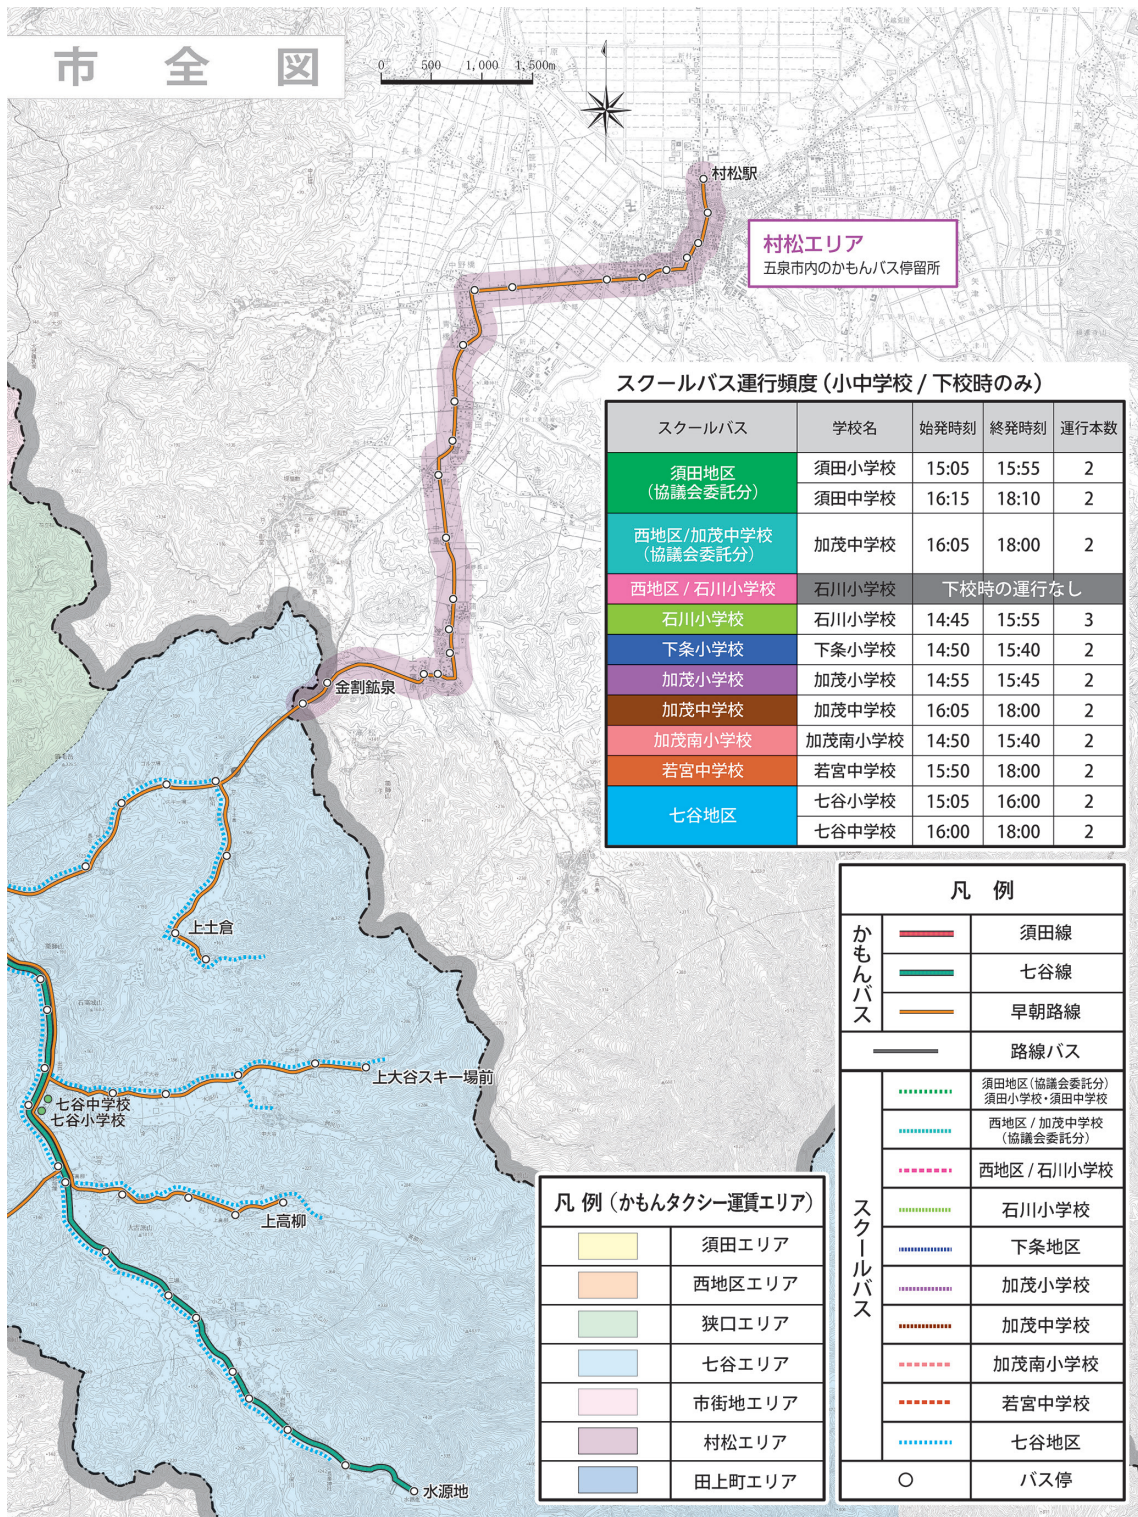 市 全 図
0 500 1,000 1,500m
村松駅
村松エリア
五泉市内のかもんバス停留所
スクールバス運行頻度(小中学校 / 下校時のみ)
スクールバス 学校名 始発時刻 終発時刻 運行本数
須田地区
(協議会委託分)
須田小学校 15:05 15:55 2
須田中学校 16:15 18:10 2
西地区/加茂中学校
(協議会委託分)
加茂中学校 16:05 18:00 2
西地区 / 石川小学校 石川小学校 下校時の運行なし
石川小学校 石川小学校 14:45 15:55 3
下条小学校 下条小学校 14:50 15:40 2
加茂小学校 加茂小学校 14:55 15:45 2
加茂中学校 加茂中学校 16:05 18:00 2
加茂南小学校 加茂南小学校 14:50 15:40 2
若宮中学校 若宮中学校 15:50 18:00 2
七谷地区
七谷小学校 15:05 16:00 2
七谷中学校 16:00 18:00 2
金割鉱泉
上土倉
上大谷スキー場前
七谷中学校
七谷小学校
上高柳
水源地
凡 例
かもんバス
須田線
七谷線
早朝路線
路線バス
スクールバス
須田地区(協議会委託分)
須田小学校・須田中学校
西地区 / 加茂中学校
(協議会委託分)
西地区 / 石川小学校
石川小学校
下条地区
加茂小学校
加茂中学校
加茂南小学校
若宮中学校
七谷地区
バス停
凡 例(かもんタクシー運賃エリア)
須田エリア
西地区エリア
狭口エリア
七谷エリア
市街地エリア
村松エリア
田上町エリア